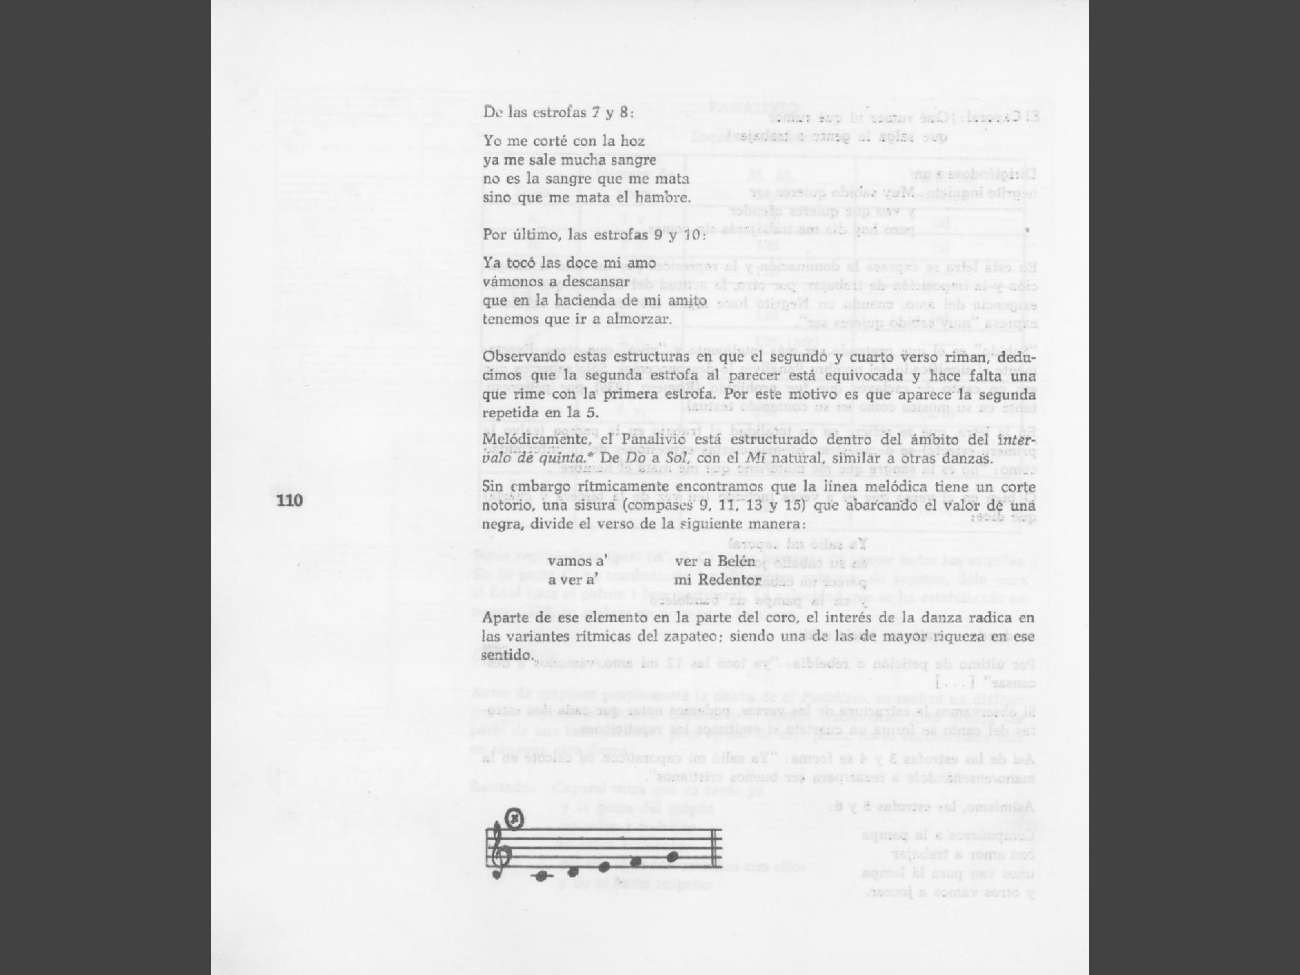 De las estrofas 7 y 8:
Yo me corté con la hoz
ya me sale mucha sangre
no es la sangre que me mata
sino que me mata el hambre.
Por último, las estrofas 9 y 10:
Ya tocó las doce mi amo
vámonos a descansar
que en la hacienda de mi amito
tenemos que ir a almorzar.
Observando estas estructuras en que el segundo y cuarto verso riman, dedu-
cimos que la segunda estrofa al parecer está equivocada y hace falta una
que rime con la primera estrofa. Por este motivo es que aparece la segunda
repetida en la 5.
Melódicamente, el Panalivio está estructurado dentro del ámbito del inter-
valo de quinta.* De Do a Sol, con el Mi natural, similar a otras danzas.
Sin embargo rítmicamente encontramos que la línea melódica tiene un corte
notorio, una sisura (compases 9, 11, 13 y 15) que abarcando el valor de una
negra, divide el verso de la siguiente manera:
vamos a' ver a Belén
a ver a' mi Redentor
Aparte de ese elemento en la parte del coro, el interés de la danza radica en
las variantes rítmicas del zapateo; siendo una de las de mayor riqueza en ese
sentido.
110